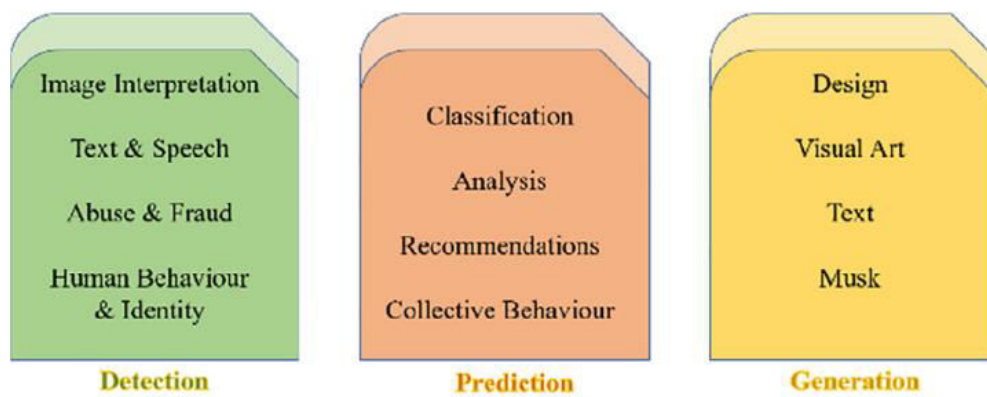 Image Interpretation
Text & Speech
Abuse & Fraud
Human Behaviour
& Identity
Detection
Classification
Analysis
Recommendations
Collective Behaviour
Prediction
Design
Visual Art
Text
Musk
Generation